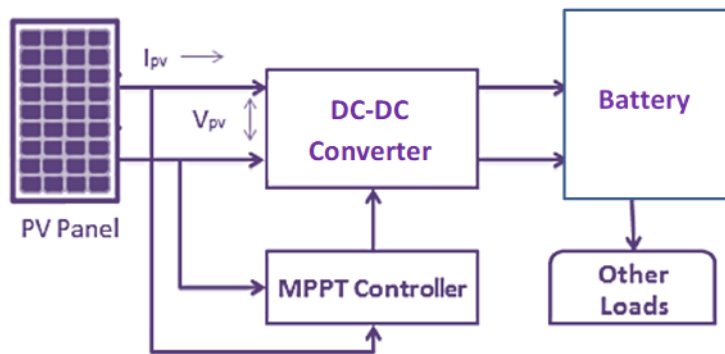 Ipv
Vpv
DC-DC
Converter
Battery
PV Panel
MPPT Controller
Other
Loads